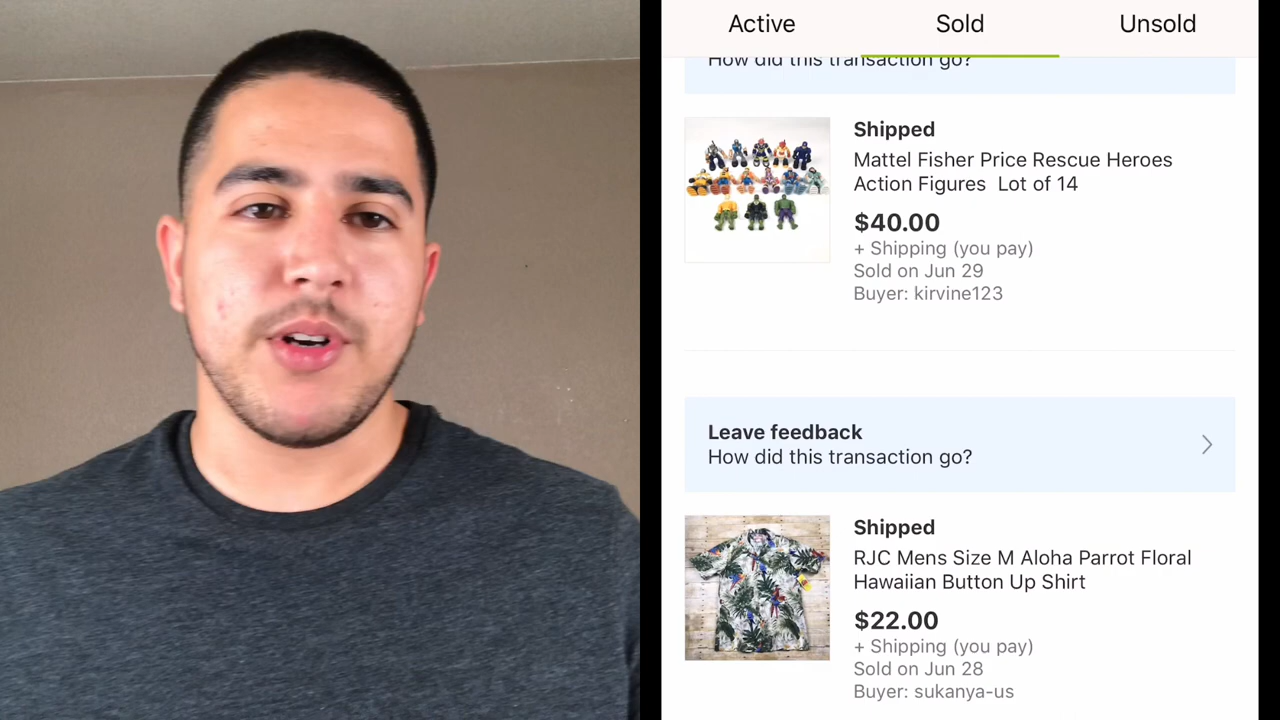 Active
Sold
Unsold
How did this transaction go?
Shipped
Mattel Fisher Price Rescue Heroes
Action Figures  Lot of 14
$40.00
+ Shipping (you pay)
Sold on Jun 29
Buyer: kirvine123
Leave feedback
How did this transaction go?
Shipped
RJC Mens Size M Aloha Parrot Floral
Hawaiian Button Up Shirt
$22.00
+ Shipping (you pay)
Sold on Jun 28
Buyer: sukanya-us